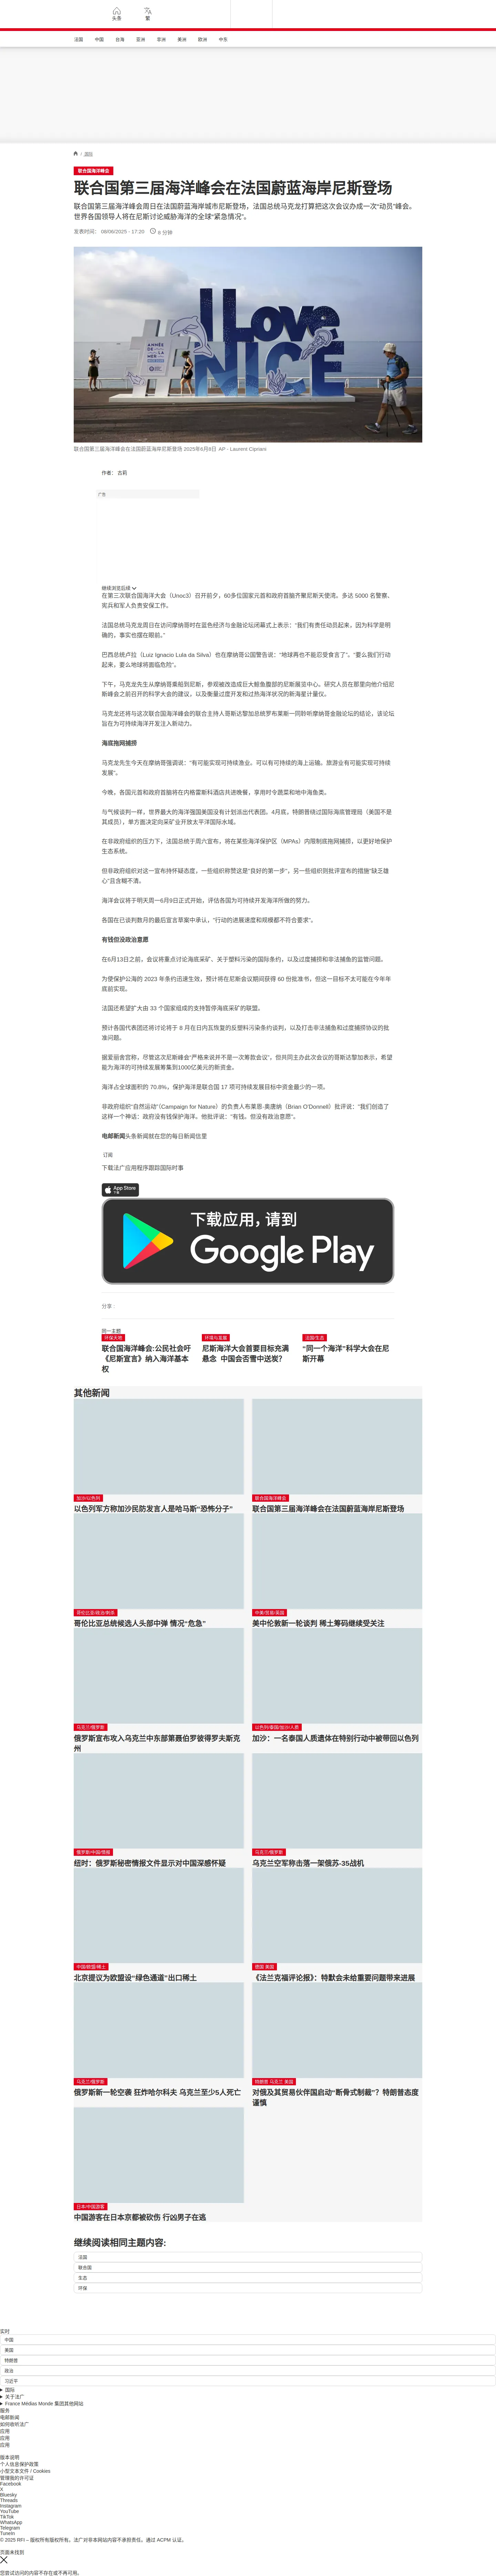 头条
繁
法国
中国
台海
亚洲
非洲
美洲
欧洲
中东
/ 国际
联合国海洋峰会
联合国第三届海洋峰会在法国蔚蓝海岸尼斯登场
联合国第三届海洋峰会周日在法国蔚蓝海岸城市尼斯登场，法国总统马克龙打算把这次会议办成一次“动员”峰会。
世界各国领导人将在尼斯讨论威胁海洋的全球“紧急情况”。
发表时间： 08/06/2025 - 17:20
6 分钟
I Love
NICE
ANNÉE
DE LA
MER
联合国第三届海洋峰会在法国蔚蓝海岸尼斯登场 2025年6月8日 AP - Laurent Cipriani
作者： 古莉
广告
继续浏览后续
在第三次联合国海洋大会（Unoc3）召开前夕，60多位国家元首和政府首脑齐聚尼斯天使湾。多达 5000 名警察、
宪兵和军人负责安保工作。
法国总统马克龙周日在访问摩纳哥时在蓝色经济与金融论坛闭幕式上表示：“我们有责任动员起来，因为科学是明
确的，事实也摆在眼前。”
巴西总统卢拉（Luiz Ignacio Lula da Silva）也在摩纳哥公国警告说：“地球再也不能忍受食言了”。“要么我们行动
起来，要么地球将面临危险”。
下午，马克龙先生从摩纳哥乘船到尼斯，参观被改造成巨大鲸鱼腹部的尼斯展览中心。研究人员在那里向他介绍尼
斯峰会之前召开的科学大会的建议，以及衡量过度开发和过热海洋状况的新海星计量仪。
马克龙还将与这次联合国海洋峰会的联合主持人哥斯达黎加总统罗布莱斯一同聆听摩纳哥金融论坛的结论，该论坛
旨在为可持续海洋开发注入新动力。
海底拖网捕捞
马克龙先生今天在摩纳哥强调说：“有可能实现可持续渔业。可以有可持续的海上运输。旅游业有可能实现可持续
发展”。
今晚，各国元首和政府首脑将在内格雷斯科酒店共进晚餐，享用时令蔬菜和地中海鱼类。
与气候谈判一样，世界最大的海洋强国美国没有计划派出代表团。4月底，特朗普绕过国际海底管理局（美国不是
其成员），单方面决定向采矿业开放太平洋国际水域。
在非政府组织的压力下，法国总统于周六宣布，将在某些海洋保护区（MPAs）内限制底拖网捕捞，以更好地保护
生态系统。
但非政府组织对这一宣布持怀疑态度，一些组织称赞这是“良好的第一步”，另一些组织则批评宣布的措施“缺乏雄
心”且含糊不清。
海洋会议将于明天周一6月9日正式开始，评估各国为可持续开发海洋所做的努力。
各国在已谈判数月的最后宣言草案中承认，“行动的进展速度和规模都不符合要求”。
有钱但没政治意愿
在6月13日之前，会议将重点讨论海底采矿、关于塑料污染的国际条约，以及过度捕捞和非法捕鱼的监督问题。
为使保护公海的 2023 年条约迅速生效，预计将在尼斯会议期间获得 60 份批准书，但这一目标不太可能在今年年
底前实现。
法国还希望扩大由 33 个国家组成的支持暂停海底采矿的联盟。
预计各国代表团还将讨论将于 8 月在日内瓦恢复的反塑料污染条约谈判，以及打击非法捕鱼和过度捕捞协议的批
准问题。
据爱丽舍宫称，尽管这次尼斯峰会“严格来说并不是一次筹款会议”，但共同主办此次会议的哥斯达黎加表示，希望
能为海洋的可持续发展筹集到1000亿美元的新资金。
海洋占全球面积的 70.8%，保护海洋是联合国 17 项可持续发展目标中资金最少的一项。
非政府组织“自然运动”（Campaign for Nature）的负责人布莱恩-奥唐纳（Brian O'Donnell）批评说：“我们创造了
这样一个神话：政府没有钱保护海洋。他批评说：“有钱。但没有政治意愿”。
电邮新闻头条新闻就在您的每日新闻信里
订阅
下载法广应用程序跟踪国际时事
App Store
下载
下载应用，请到
Google Play
分享 :
同一主题
环保天地
联合国海洋峰会:公民社会吁《尼斯宣言》纳入海洋基本权
环境与发展
尼斯海洋大会首要目标充满悬念 中国会否雪中送炭？
法国/生态
“同一个海洋”科学大会在尼斯开幕
其他新闻
加沙/以色列
以色列军方称加沙民防发言人是哈马斯“恐怖分子”
联合国海洋峰会
联合国第三届海洋峰会在法国蔚蓝海岸尼斯登场
哥伦比亚/政治/刺杀
哥伦比亚总统候选人头部中弹 情况“危急”
中美/贸易/英国
美中伦敦新一轮谈判 稀土筹码继续受关注
乌克兰/俄罗斯
俄罗斯宣布攻入乌克兰中东部第聂伯罗彼得罗夫斯克州
以色列/泰国/加沙/人质
加沙：一名泰国人质遗体在特别行动中被带回以色列
俄罗斯/中国/情报
纽时：俄罗斯秘密情报文件显示对中国深感怀疑
乌克兰/俄罗斯
乌克兰空军称击落一架俄苏-35战机
中国/欧盟/稀土
北京提议为欧盟设“绿色通道”出口稀土
德国 美国
《法兰克福评论报》：特默会未给重要问题带来进展
乌克兰/俄罗斯
俄罗斯新一轮空袭 狂炸哈尔科夫 乌克兰至少5人死亡
特朗普 乌克兰 美国
对俄及其贸易伙伴国启动“断骨式制裁”？特朗普态度谨慎
日本/中国游客
中国游客在日本京都被砍伤 行凶男子在逃
继续阅读相同主题内容:
法国
联合国
生态
环保
实时
中国
美国
特朗普
政治
习近平
国际
关于法广
France Médias Monde 集团其他网站
服务
电邮新闻
如何收听法广
应用
应用
应用
版本说明
个人信息保护政策
小型文本文件 / Cookies
管理我的许可证
Facebook
X
Bluesky
Threads
Instagram
YouTube
TikTok
WhatsApp
Telegram
TuneIn
© 2025 RFI – 版权所有版权所有。法广对非本网站内容不承担责任。通过 ACPM 认证。
页面未找到
您尝试访问的内容不存在或不再可用。